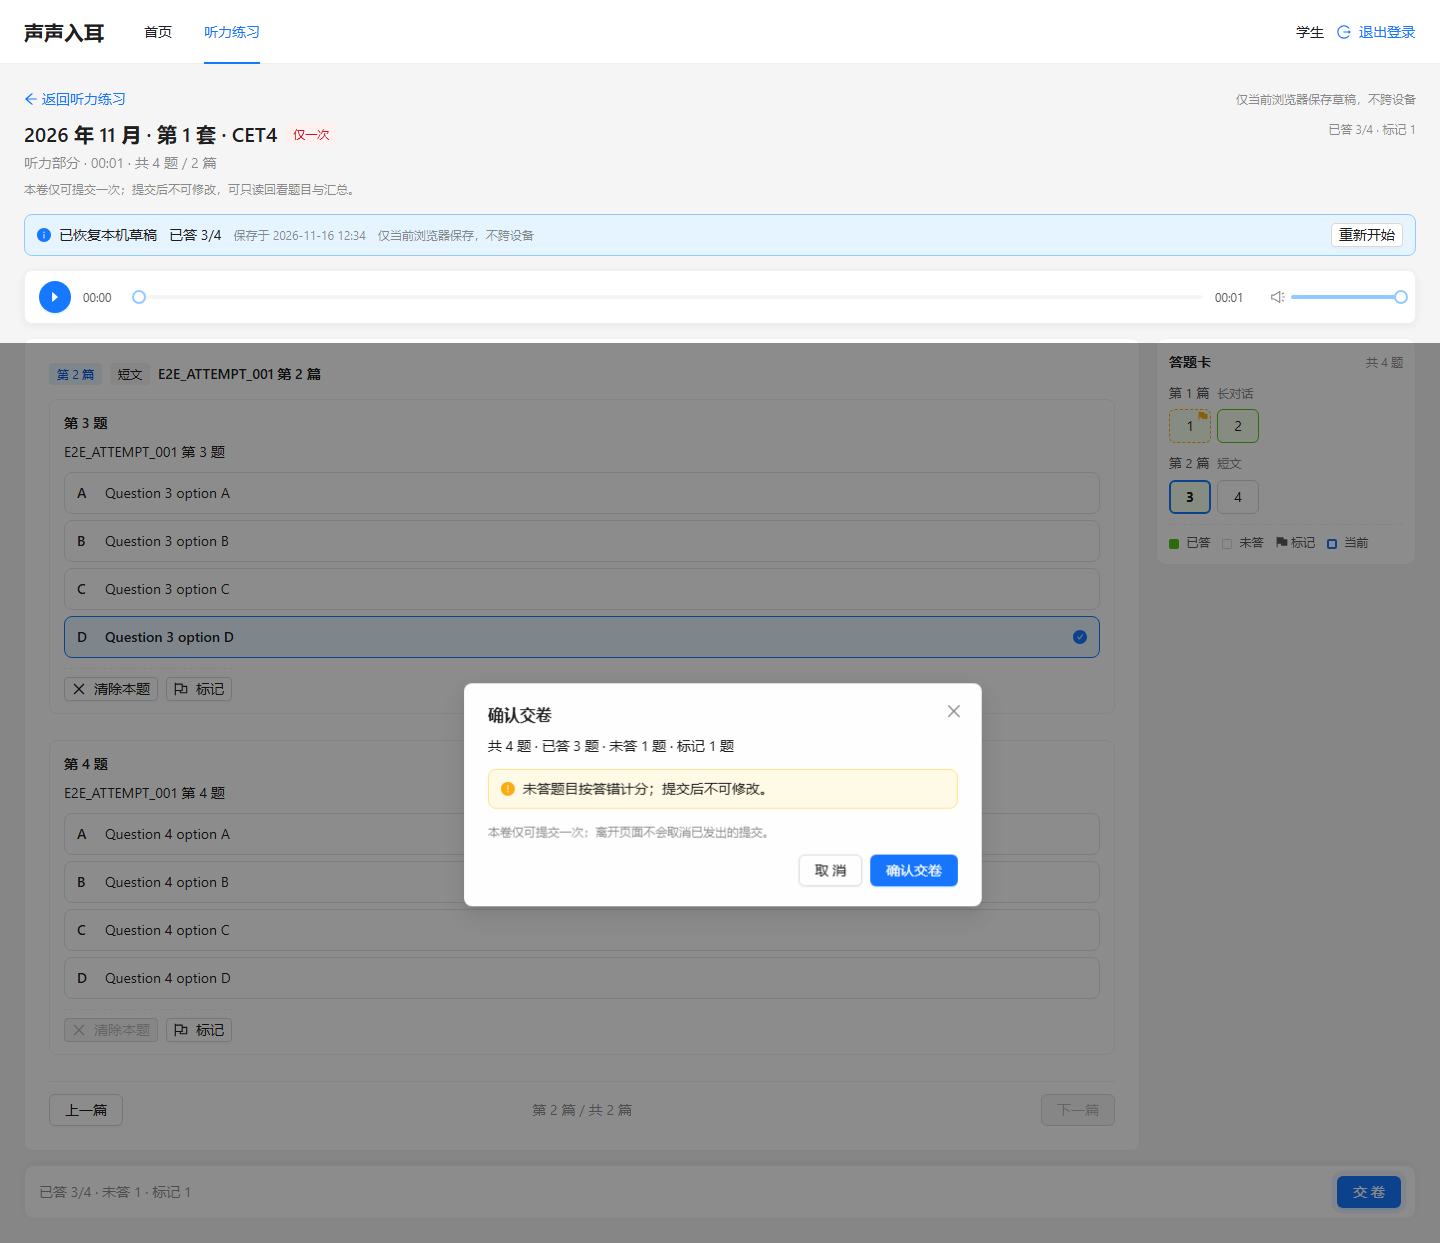 声声入耳
首页
听力练习
学生
退出登录
返回听力练习
仅当前浏览器保存草稿，不跨设备
2026 年 11 月 · 第 1 套 · CET4
仅一次
已答 3/4 · 标记 1
听力部分 · 00:01 · 共 4 题 / 2 篇
本卷仅可提交一次；提交后不可修改，可只读回看题目与汇总。
已恢复本机草稿 已答 3/4 保存于 2026-11-16 12:34 仅当前浏览器保存，不跨设备
重新开始
00:00
00:01
第 2 篇 短文 E2E_ATTEMPT_001 第 2 篇
第 3 题
E2E_ATTEMPT_001 第 3 题
A Question 3 option A
B Question 3 option B
C Question 3 option C
D Question 3 option D
清除本题 标记
第 4 题
E2E_ATTEMPT_001 第 4 题
A Question 4 option A
B Question 4 option B
C Question 4 option C
D Question 4 option D
清除本题 标记
上一篇
第 2 篇 / 共 2 篇
下一篇
答题卡
共 4 题
第 1 篇 长对话
1 2
第 2 篇 短文
3 4
已答 未答 标记 当前
确认交卷
共 4 题 · 已答 3 题 · 未答 1 题 · 标记 1 题
未答题目按答错计分；提交后不可修改。
本卷仅可提交一次；离开页面不会取消已发出的提交。
取 消
确认交卷
已答 3/4 · 未答 1 · 标记 1
交 卷